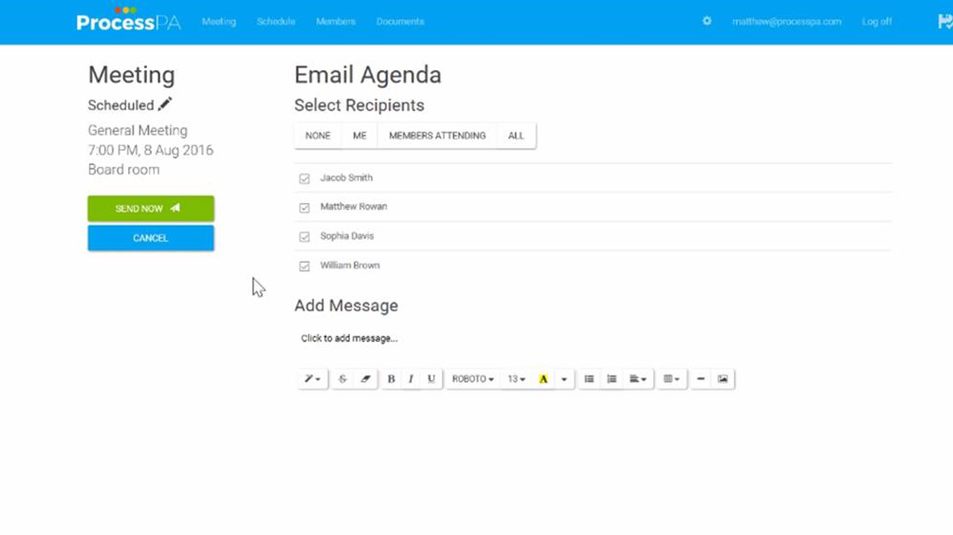 ProcessPA Meeting Schedule Members Documents matthew@processpa.com Log off
Meeting
Scheduled
General Meeting
7:00 PM, 8 Aug 2016
Board room
SEND NOW
CANCEL
Email Agenda
Select Recipients
NONE ME MEMBERS ATTENDING ALL
Jacob Smith
Matthew Rowan
Sophia Davis
William Brown
Add Message
Click to add message...
S B I U ROBOTO 13 A